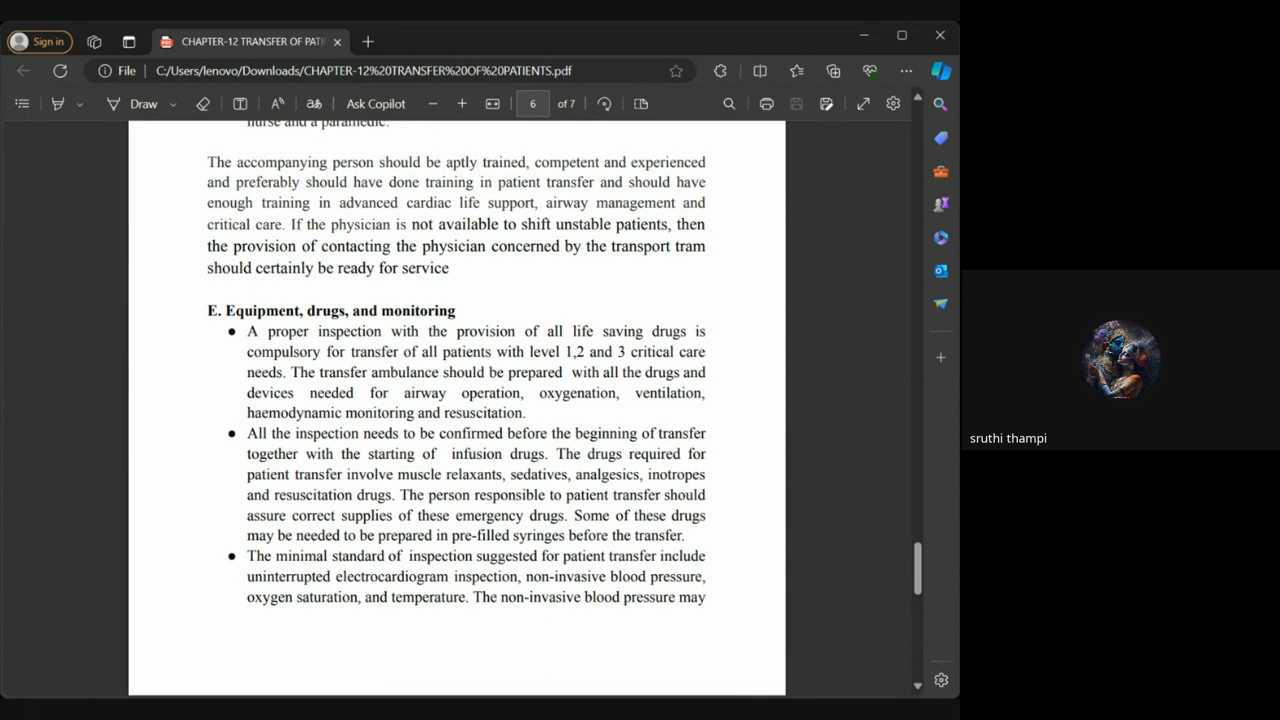 Sign in
CHAPTER-12 TRANSFER OF PATI
File
C:/Users/lenovo/Downloads/CHAPTER-12%20TRANSFER%20OF%20PATIENTS.pdf
Draw
Ask Copilot
6
of 7
nurse and a paramedic.
The accompanying person should be aptly trained, competent and experienced
and preferably should have done training in patient transfer and should have
enough training in advanced cardiac life support, airway management and
critical care. If the physician is not available to shift unstable patients, then
the provision of contacting the physician concerned by the transport tram
should certainly be ready for service
E. Equipment, drugs, and monitoring
● A proper inspection with the provision of all life saving drugs is
compulsory for transfer of all patients with level 1,2 and 3 critical care
needs. The transfer ambulance should be prepared with all the drugs and
devices needed for airway operation, oxygenation, ventilation,
haemodynamic monitoring and resuscitation.
● All the inspection needs to be confirmed before the beginning of transfer
together with the starting of infusion drugs. The drugs required for
patient transfer involve muscle relaxants, sedatives, analgesics, inotropes
and resuscitation drugs. The person responsible to patient transfer should
assure correct supplies of these emergency drugs. Some of these drugs
may be needed to be prepared in pre-filled syringes before the transfer.
● The minimal standard of inspection suggested for patient transfer include
uninterrupted electrocardiogram inspection, non-invasive blood pressure,
oxygen saturation, and temperature. The non-invasive blood pressure may
sruthi thampi